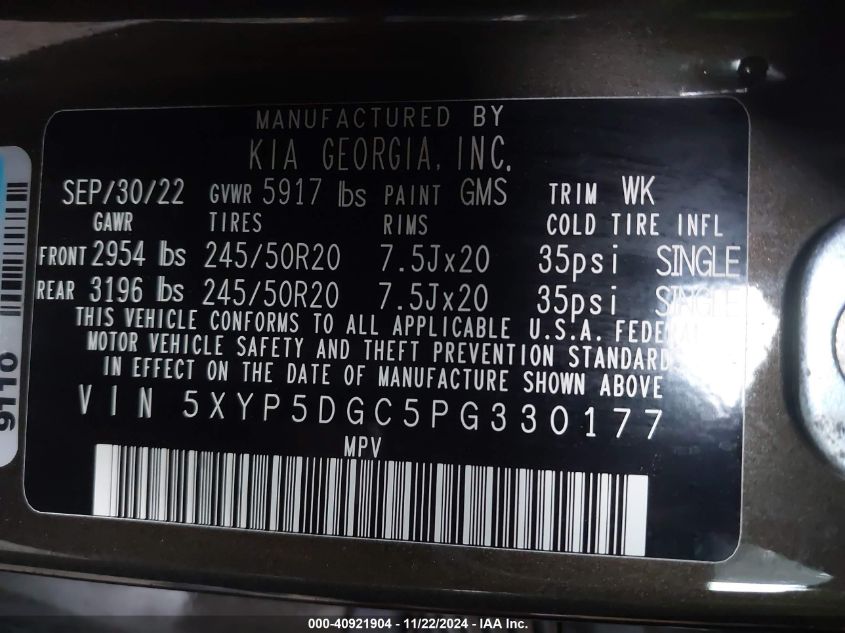 MANUFACTURED BY
KIA GEORGIA, INC.
SEP/30/22 GVWR 5917 lbs PAINT GMS TRIM WK
GAWR TIRES RIMS COLD TIRE INFL
FRONT 2954 lbs 245/50R20 7.5Jx20 35psi SINGLE
REAR 3196 lbs 245/50R20 7.5Jx20 35psi SINGLE
THIS VEHICLE CONFORMS TO ALL APPLICABLE U.S.A. FEDERAL
MOTOR VEHICLE SAFETY AND THEFT PREVENTION STANDARDS
IN EFFECT ON THE DATE OF MANUFACTURE SHOWN ABOVE
VIN 5XYP5DGC5PG330177
MPV
9110
000-40921904 - 11/22/2024 - IAA Inc.